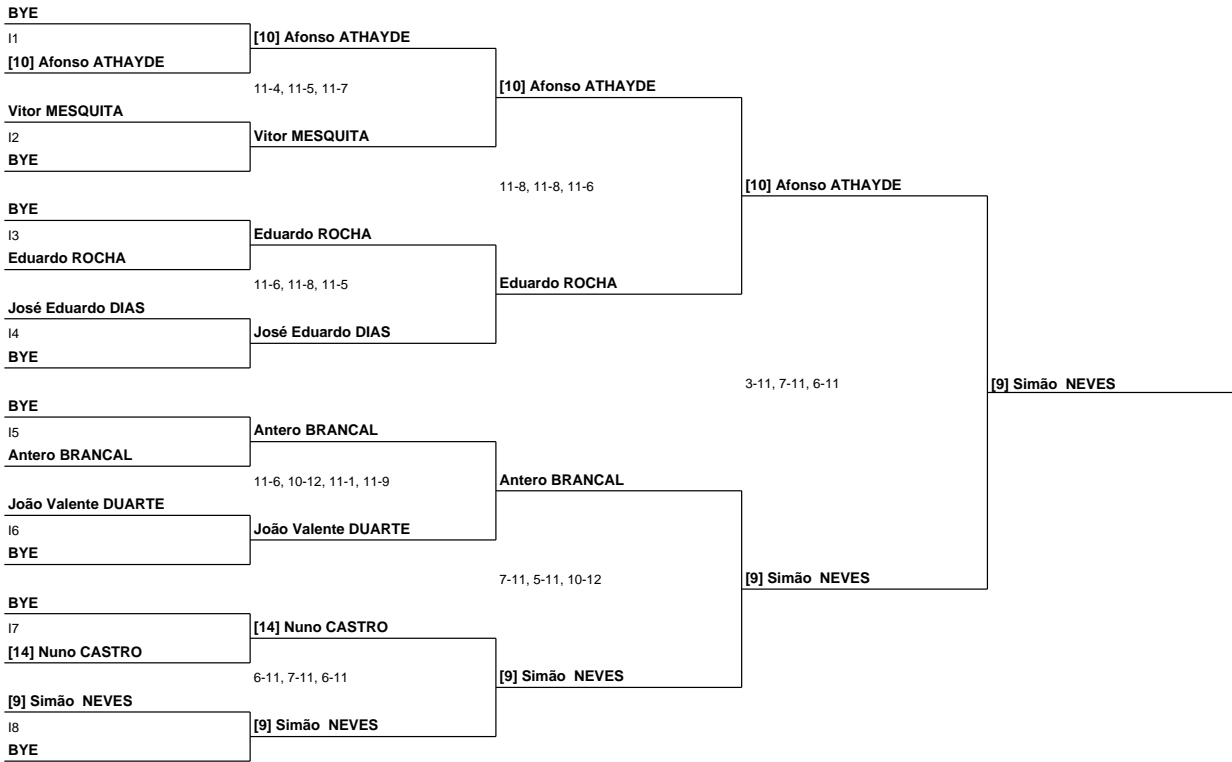 BYE
I1
[10] Afonso ATHAYDE
[10] Afonso ATHAYDE
11-4, 11-5, 11-7
[10] Afonso ATHAYDE
Vitor MESQUITA
I2
Vitor MESQUITA
BYE
11-8, 11-8, 11-6
[10] Afonso ATHAYDE
BYE
I3
Eduardo ROCHA
Eduardo ROCHA
11-6, 11-8, 11-5
Eduardo ROCHA
José Eduardo DIAS
I4
José Eduardo DIAS
BYE
3-11, 7-11, 6-11
[9] Simão NEVES
BYE
I5
Antero BRANCAL
Antero BRANCAL
11-6, 10-12, 11-1, 11-9
Antero BRANCAL
João Valente DUARTE
I6
João Valente DUARTE
BYE
7-11, 5-11, 10-12
[9] Simão NEVES
BYE
I7
[14] Nuno CASTRO
[14] Nuno CASTRO
6-11, 7-11, 6-11
[9] Simão NEVES
[9] Simão NEVES
I8
[9] Simão NEVES
BYE